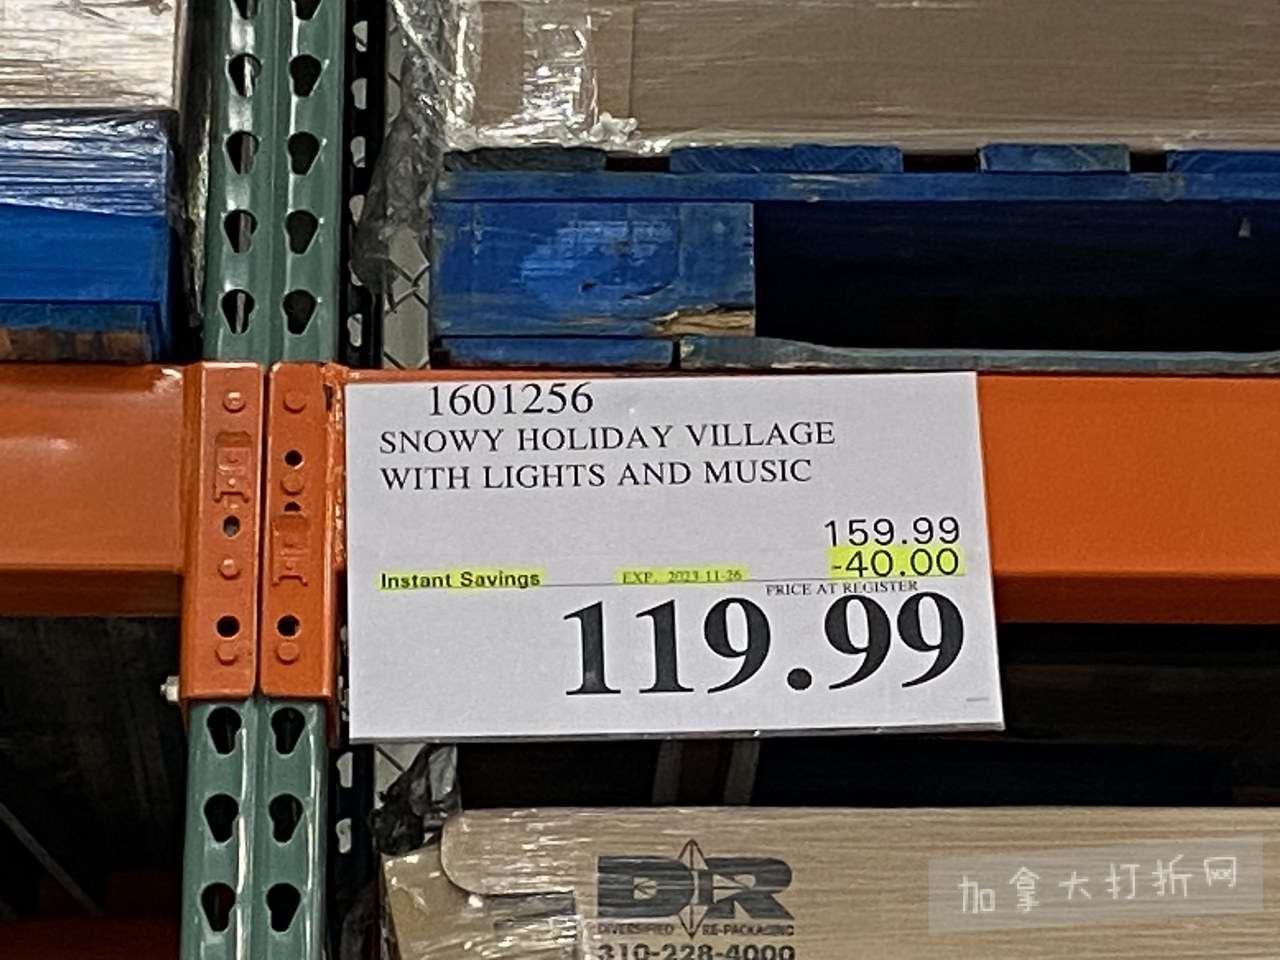 1601256
SNOWY HOLIDAY VILLAGE
WITH LIGHTS AND MUSIC
159.99
-40.00
Instant Savings EXP. 2023-11-26
PRICE AT REGISTER
119.99
DR
DIVERSIFIED RE-PACKAGING
310-228-4000
加拿大打折网